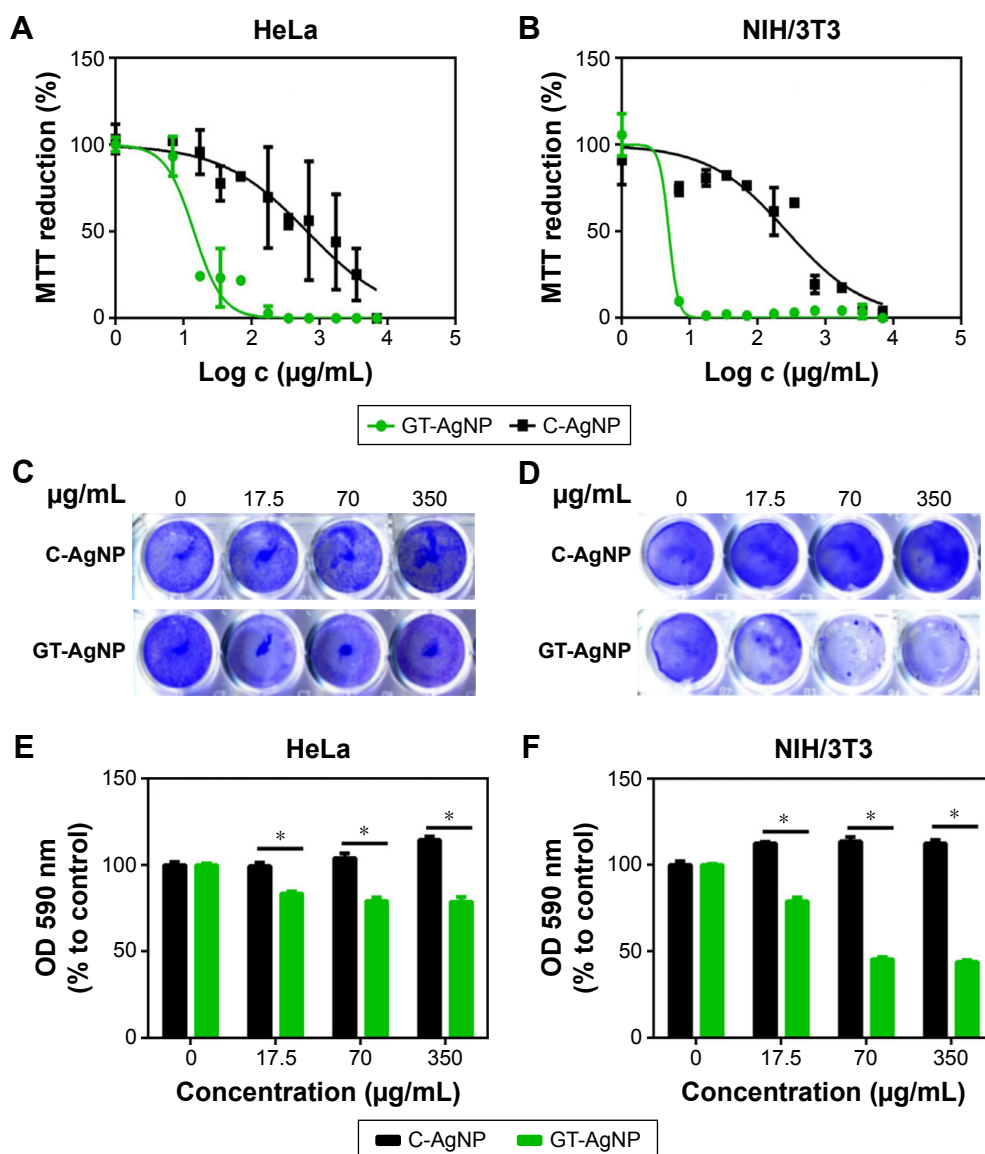 A
HeLa
MTT reduction (%)
150
100
50
0
0 1 2 3 4 5
Log c (µg/mL)
B
NIH/3T3
MTT reduction (%)
150
100
50
0
0 1 2 3 4 5
Log c (µg/mL)
GT-AgNP C-AgNP
C
µg/mL 0 17.5 70 350
C-AgNP
GT-AgNP
D
µg/mL 0 17.5 70 350
C-AgNP
GT-AgNP
E
HeLa
OD 590 nm
(% to control)
150
100
50
0
* * *
0 17.5 70 350
Concentration (µg/mL)
F
NIH/3T3
OD 590 nm
(% to control)
150
100
50
0
* * *
0 17.5 70 350
Concentration (µg/mL)
C-AgNP GT-AgNP